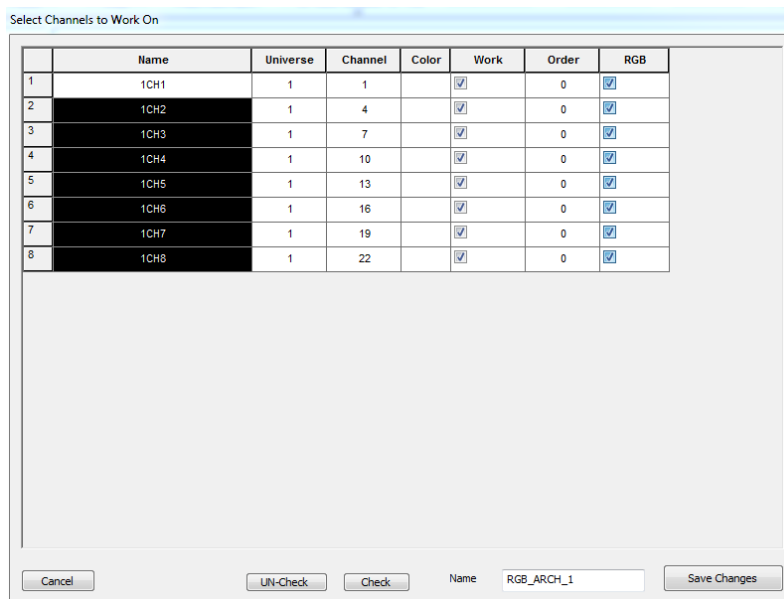 Select Channels to Work On
Name Universe Channel Color Work Order RGB
1 1CH1 1 1 0
2 1CH2 1 4 0
3 1CH3 1 7 0
4 1CH4 1 10 0
5 1CH5 1 13 0
6 1CH6 1 16 0
7 1CH7 1 19 0
8 1CH8 1 22 0
Cancel UN-Check Check Name RGB_ARCH_1 Save Changes